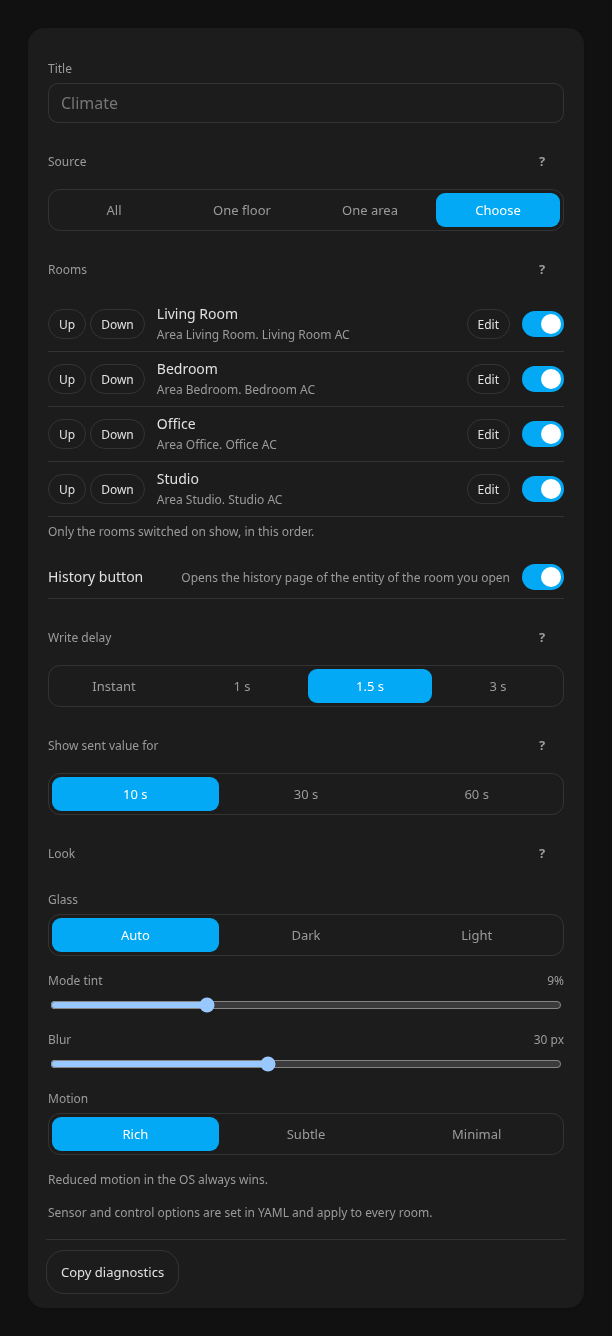 Title
Climate
Source ?
All One floor One area Choose
Rooms ?
Up Down Living Room Edit
Area Living Room. Living Room AC
Up Down Bedroom Edit
Area Bedroom. Bedroom AC
Up Down Office Edit
Area Office. Office AC
Up Down Studio Edit
Area Studio. Studio AC
Only the rooms switched on show, in this order.
History button Opens the history page of the entity of the room you open
Write delay ?
Instant 1 s 1.5 s 3 s
Show sent value for ?
10 s 30 s 60 s
Look ?
Glass
Auto Dark Light
Mode tint 9%
Blur 30 px
Motion
Rich Subtle Minimal
Reduced motion in the OS always wins.
Sensor and control options are set in YAML and apply to every room.
Copy diagnostics